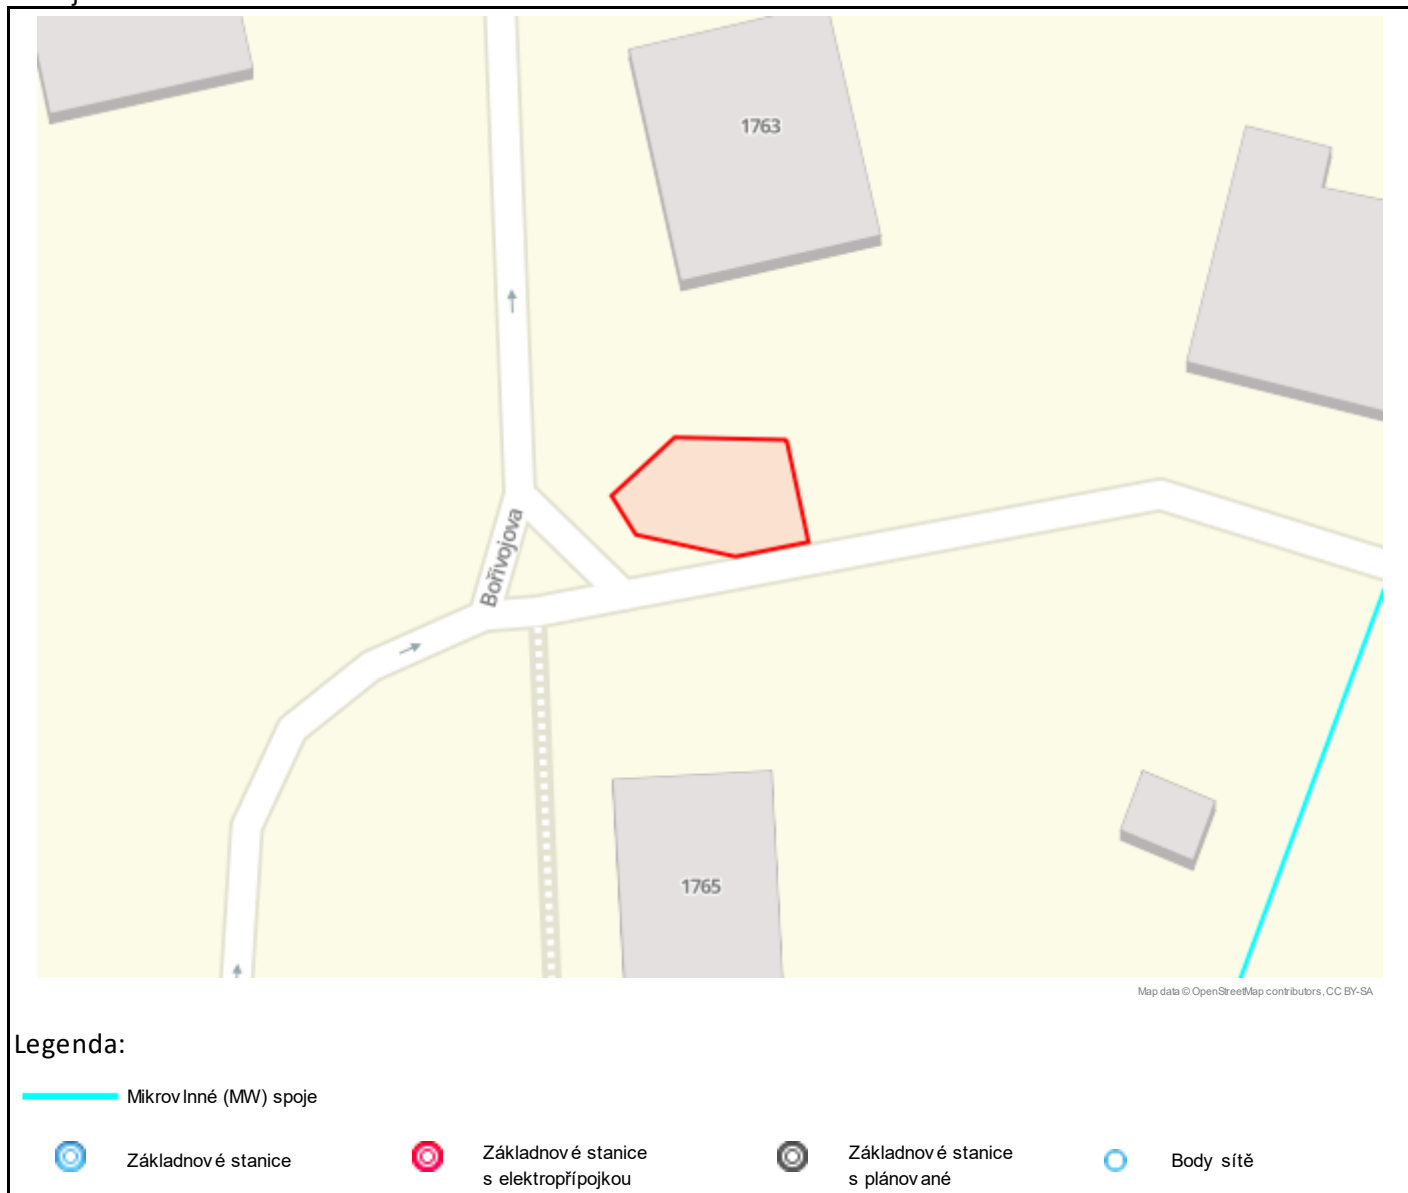 1763
Bořivojova
1765
Map data © OpenStreetMap contributors, CC BY-SA
Legenda:
Mikrovlnné (MW) spoje
Základnové stanice
Základnové stanice
s elektropřípojkou
Základnové stanice
s plánované
Body sítě